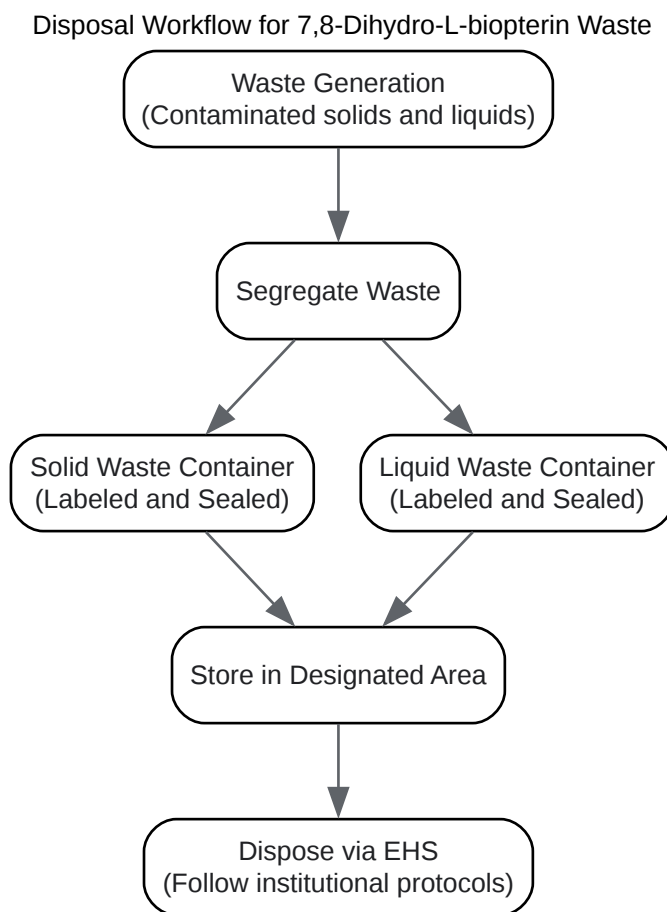 Disposal Workflow for 7,8-Dihydro-L-biopterin Waste
Waste Generation
(Contaminated solids and liquids)
Segregate Waste
Solid Waste Container
(Labeled and Sealed)
Liquid Waste Container
(Labeled and Sealed)
Store in Designated Area
Dispose via EHS
(Follow institutional protocols)